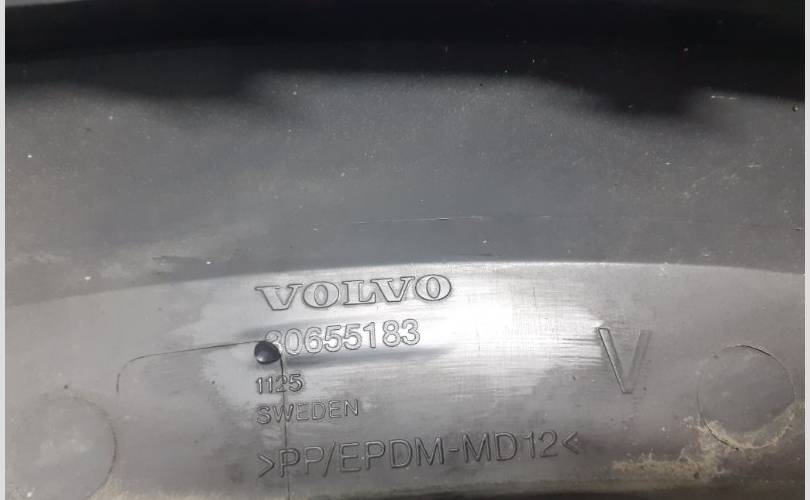 VOLVO
30655183
1125
SWEDEN
V
>PP/EPDM-MD12<